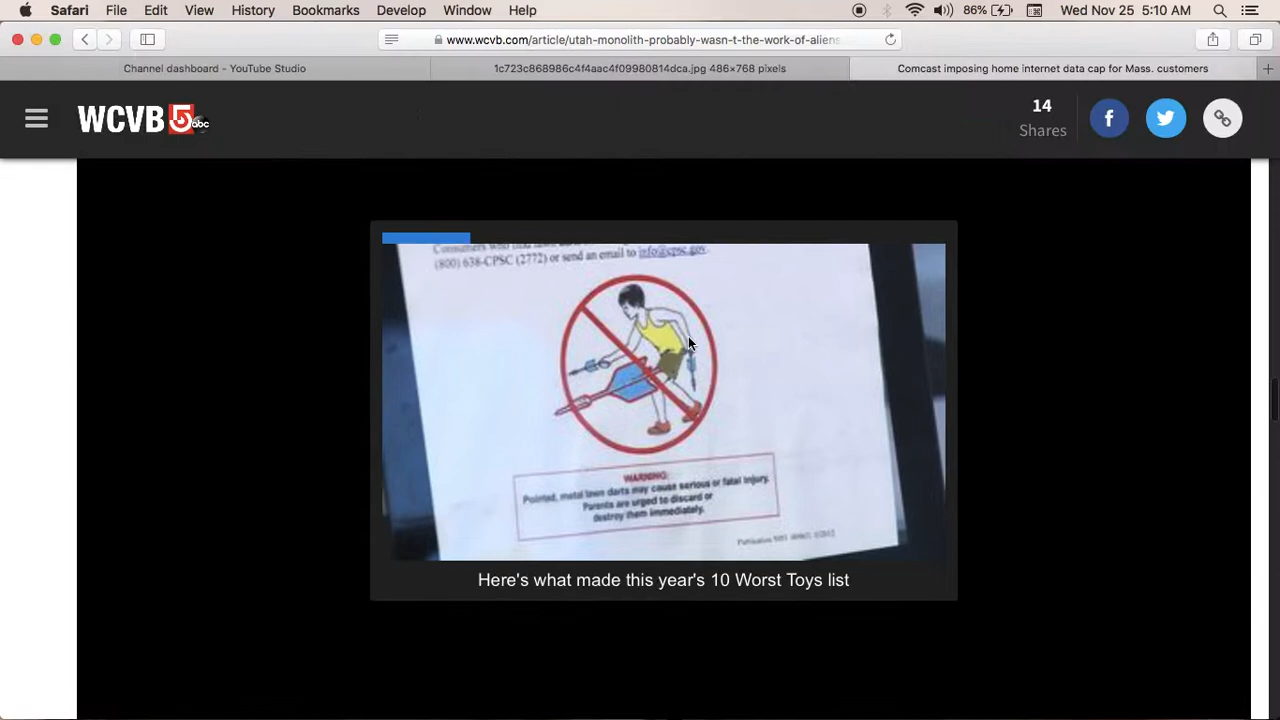 Safari File Edit View History Bookmarks Develop Window Help 86% Wed Nov 25 5:10 AM
www.wcvb.com/article/utah-monolith-probably-wasn-t-the-work-of-aliens
Channel dashboard - YouTube Studio 1c723c868986c4f4aac4f09980814dca.jpg 486×768 pixels Comcast imposing home internet data cap for Mass. customers
WCVB 5 abc
14
Shares
Consumers who
(800) 638-CPSC (2772) or send an email to info@cpsc.gov.
WARNING:
Pointed, metal lawn darts may cause serious or fatal injury.
Parents are urged to discard or
destroy them immediately.
Publication
Here's what made this year's 10 Worst Toys list